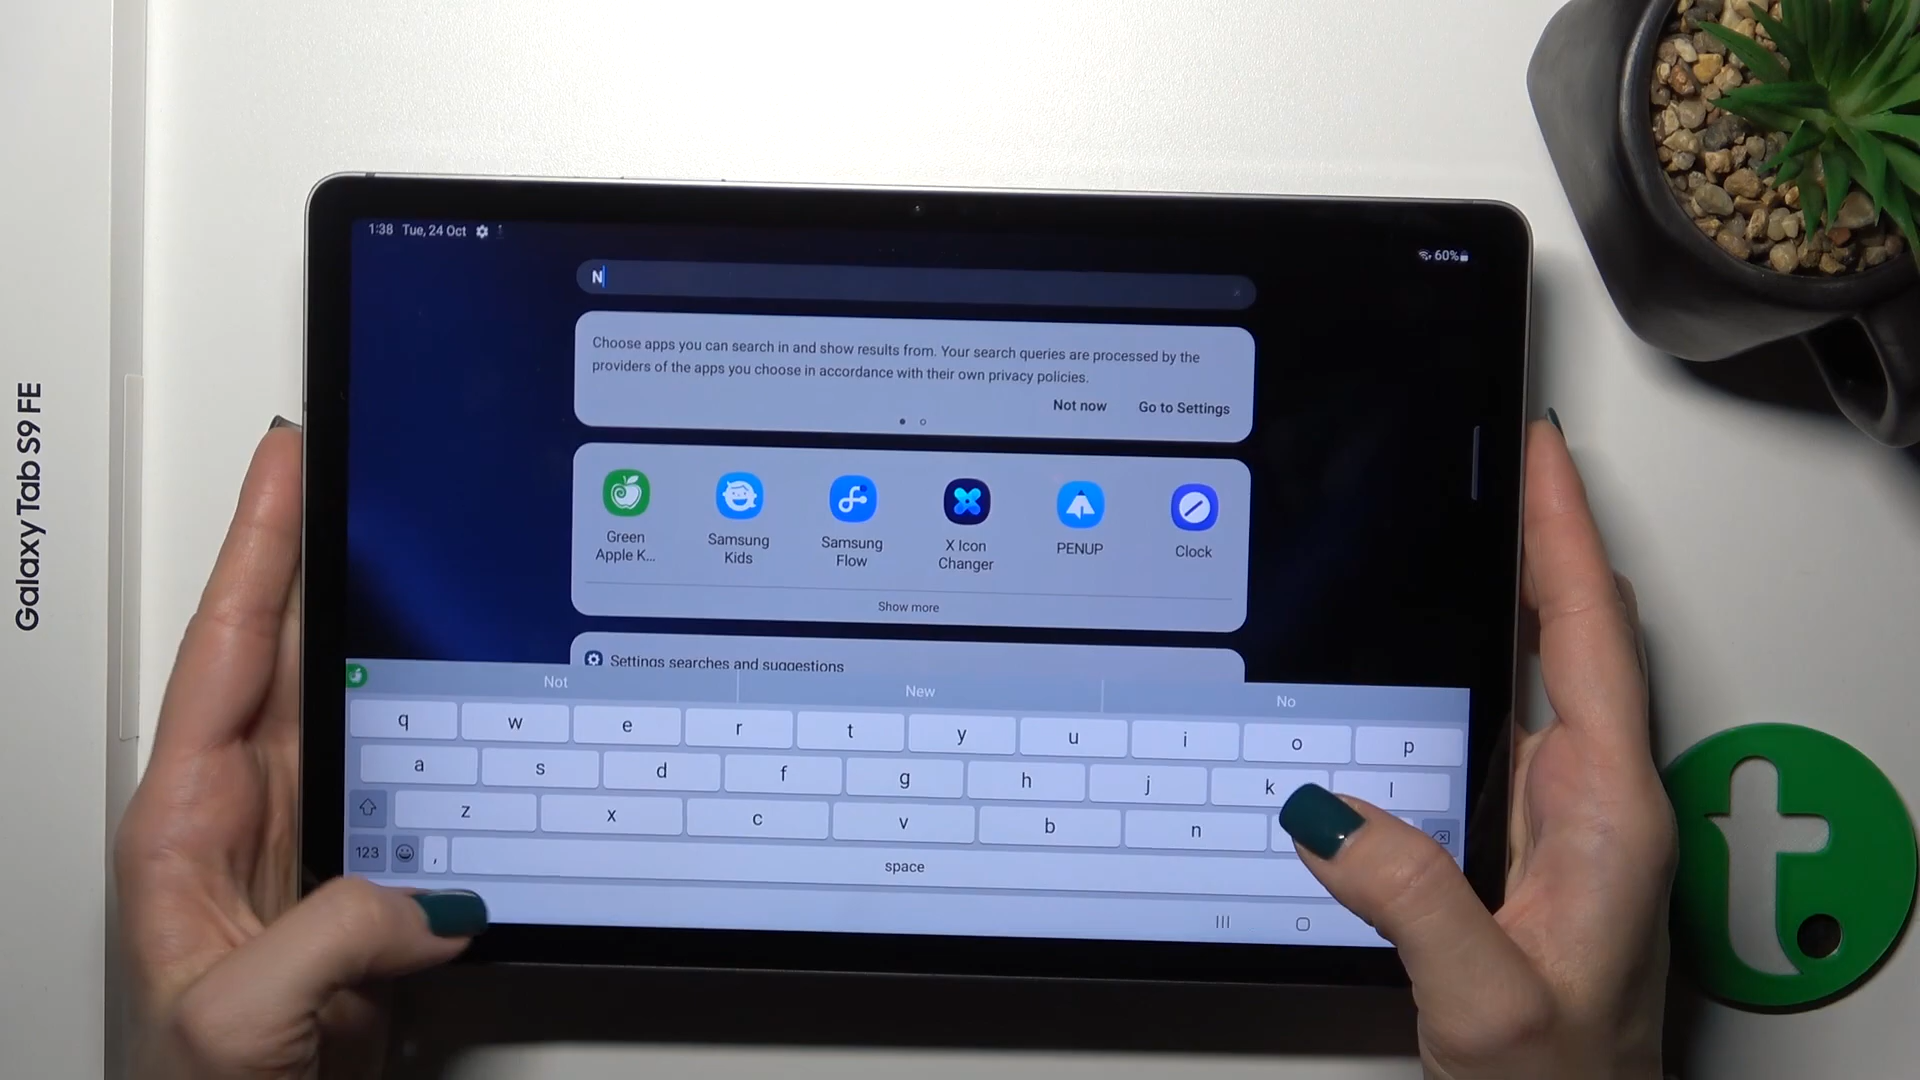 Galaxy Tab S9 FE
1:38 Tue, 24 Oct
60%
N
Choose apps you can search in and show results from. Your search queries are processed by the
providers of the apps you choose in accordance with their own privacy policies.
Not now Go to Settings
Green
Apple K...
Samsung
Kids
Samsung
Flow
X Icon
Changer
PENUP
Clock
Show more
Settings searches and suggestions
Not New No
q w e r t y u i o p
a s d f g h j k l
z x c v b n
123 , space
t.